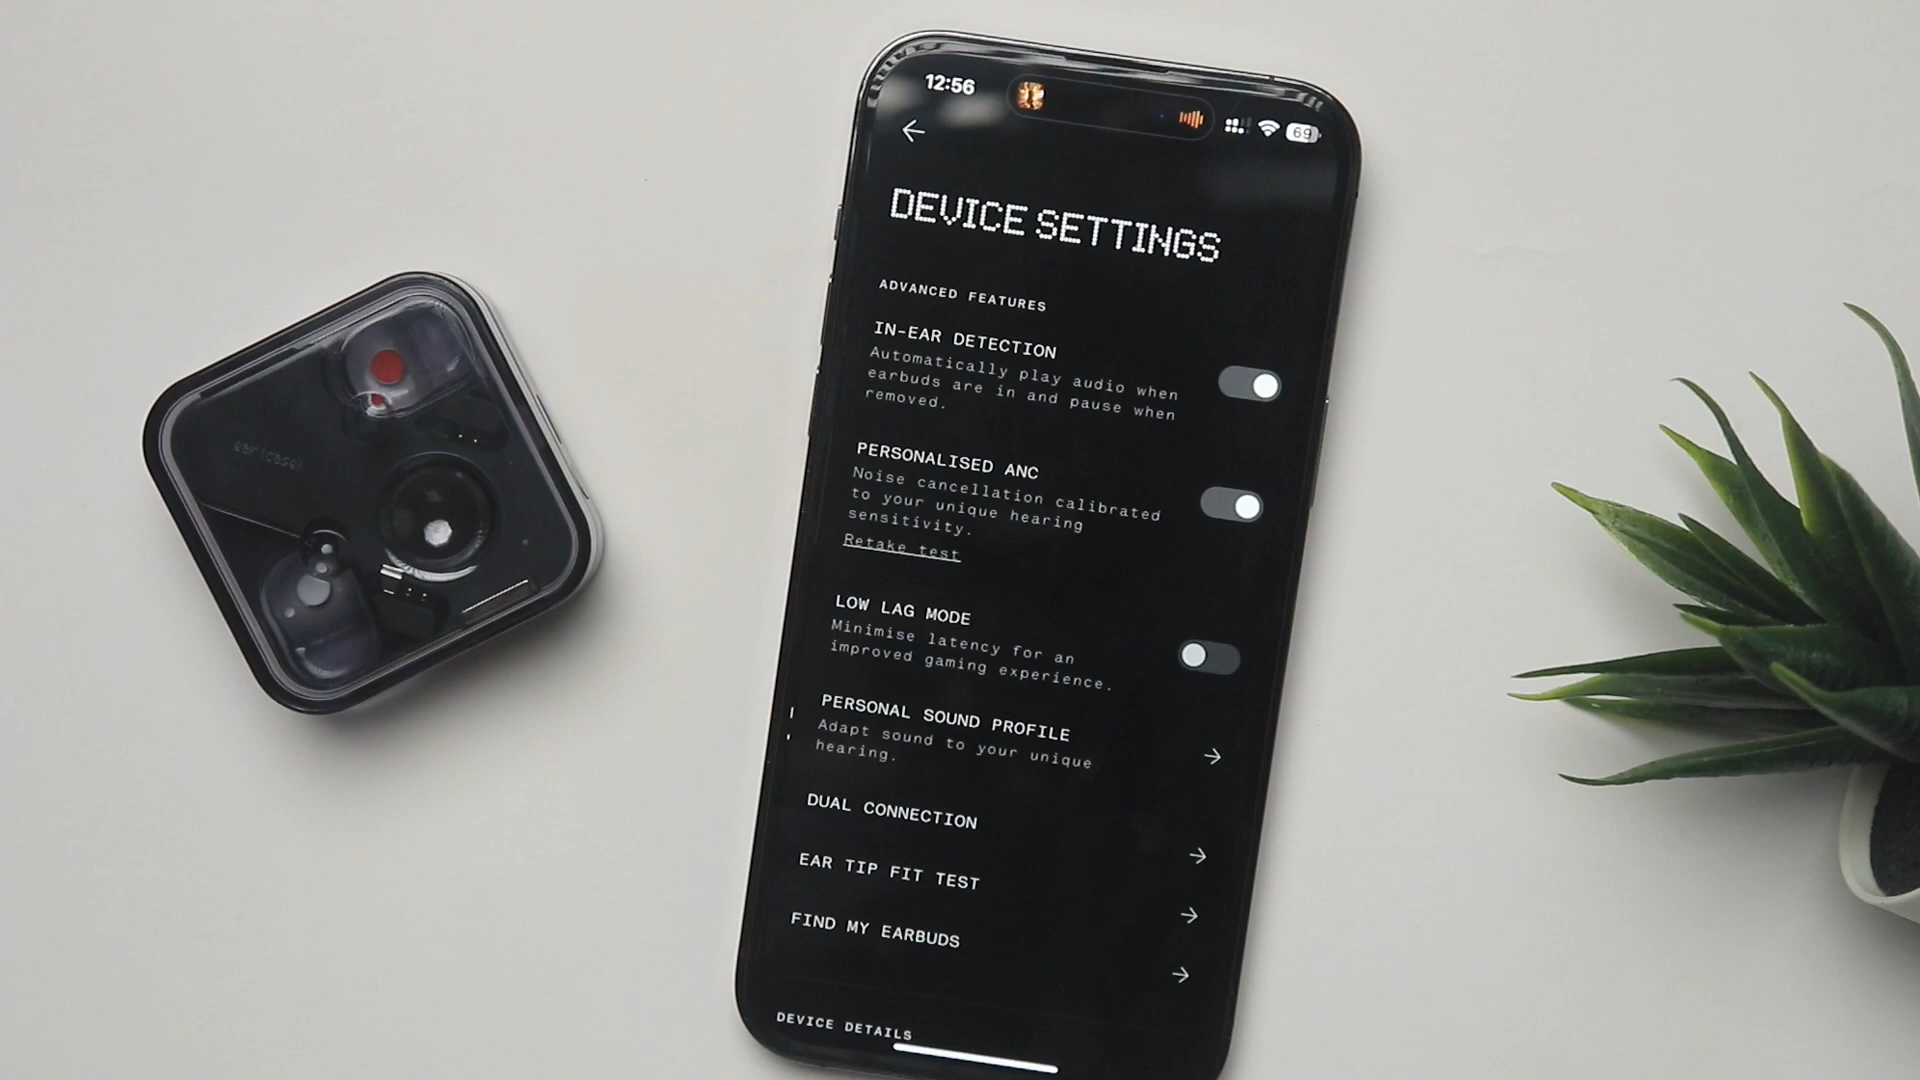 12:56
69
DEVICE SETTINGS
ADVANCED FEATURES
IN-EAR DETECTION
Automatically play audio when
earbuds are in and pause when
removed.
PERSONALISED ANC
Noise cancellation calibrated
to your unique hearing
sensitivity.
Retake test
LOW LAG MODE
Minimise latency for an
improved gaming experience.
PERSONAL SOUND PROFILE
Adapt sound to your unique
hearing.
DUAL CONNECTION
EAR TIP FIT TEST
FIND MY EARBUDS
DEVICE DETAILS
ear (case)